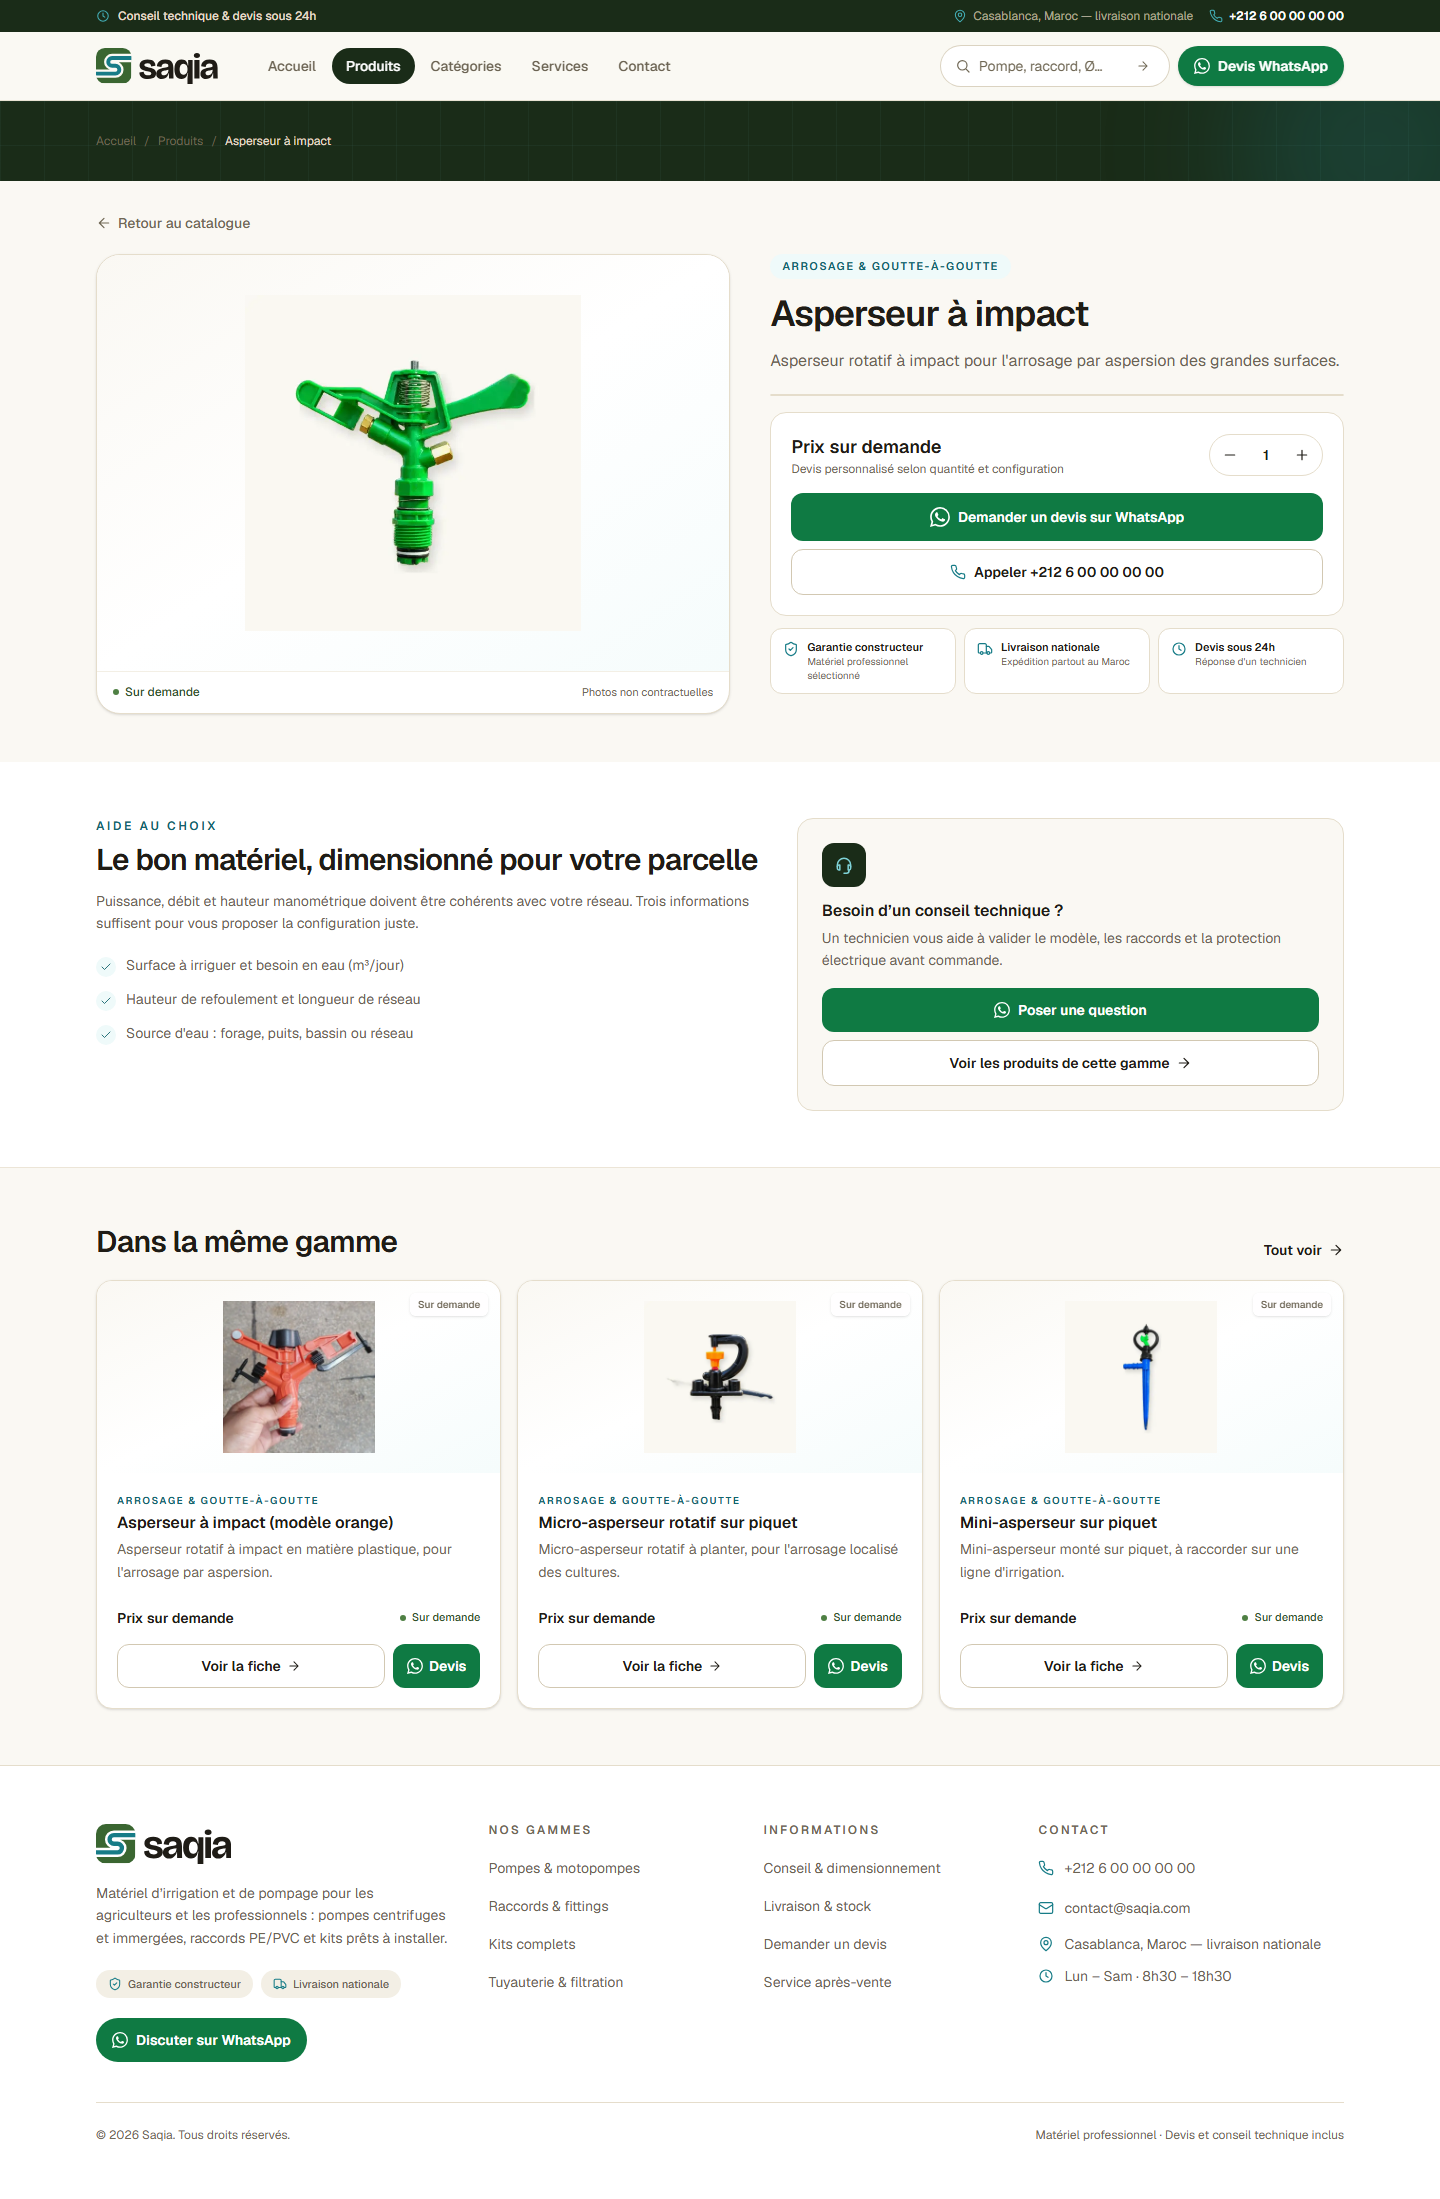 Conseil technique & devis sous 24h
Casablanca, Maroc — livraison nationale
+212 6 00 00 00 00
saqia
Accueil
Produits
Catégories
Services
Contact
Pompe, raccord, Ø...
Devis WhatsApp
Accueil / Produits / Asperseur à impact
Retour au catalogue
Sur demande
Photos non contractuelles
ARROSAGE & GOUTTE-À-GOUTTE
Asperseur à impact
Asperseur rotatif à impact pour l'arrosage par aspersion des grandes surfaces.
Prix sur demande
Devis personnalisé selon quantité et configuration
1
Demander un devis sur WhatsApp
Appeler +212 6 00 00 00 00
Garantie constructeur
Matériel professionnel
sélectionné
Livraison nationale
Expédition partout au Maroc
Devis sous 24h
Réponse d'un technicien
AIDE AU CHOIX
Le bon matériel, dimensionné pour votre parcelle
Puissance, débit et hauteur manométrique doivent être cohérents avec votre réseau. Trois informations
suffisent pour vous proposer la configuration juste.
Surface à irriguer et besoin en eau (m³/jour)
Hauteur de refoulement et longueur de réseau
Source d'eau : forage, puits, bassin ou réseau
Besoin d’un conseil technique ?
Un technicien vous aide à valider le modèle, les raccords et la protection
électrique avant commande.
Poser une question
Voir les produits de cette gamme
Dans la même gamme
Tout voir
Sur demande
ARROSAGE & GOUTTE-À-GOUTTE
Asperseur à impact (modèle orange)
Asperseur rotatif à impact en matière plastique, pour
l'arrosage par aspersion.
Prix sur demande
Sur demande
Voir la fiche
Devis
Sur demande
ARROSAGE & GOUTTE-À-GOUTTE
Micro-asperseur rotatif sur piquet
Micro-asperseur rotatif à planter, pour l'arrosage localisé
des cultures.
Prix sur demande
Sur demande
Voir la fiche
Devis
Sur demande
ARROSAGE & GOUTTE-À-GOUTTE
Mini-asperseur sur piquet
Mini-asperseur monté sur piquet, à raccorder sur une
ligne d'irrigation.
Prix sur demande
Sur demande
Voir la fiche
Devis
saqia
Matériel d'irrigation et de pompage pour les
agriculteurs et les professionnels : pompes centrifuges
et immergées, raccords PE/PVC et kits prêts à installer.
Garantie constructeur
Livraison nationale
Discuter sur WhatsApp
NOS GAMMES
Pompes & motopompes
Raccords & fittings
Kits complets
Tuyauterie & filtration
INFORMATIONS
Conseil & dimensionnement
Livraison & stock
Demander un devis
Service après-vente
CONTACT
+212 6 00 00 00 00
contact@saqia.com
Casablanca, Maroc — livraison nationale
Lun – Sam · 8h30 – 18h30
© 2026 Saqia. Tous droits réservés.
Matériel professionnel · Devis et conseil technique inclus